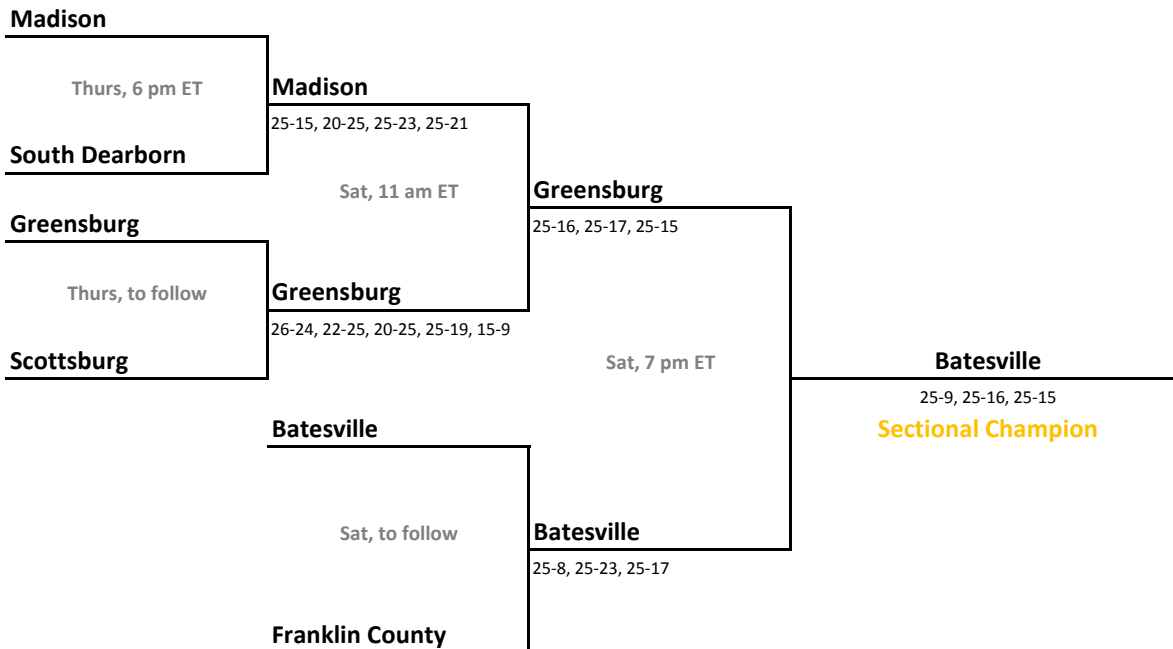 Madison
Thurs, 6 pm ET
Madison
25-15, 20-25, 25-23, 25-21
South Dearborn
Sat, 11 am ET
Greensburg
Greensburg
25-16, 25-17, 25-15
Thurs, to follow
Greensburg
26-24, 22-25, 20-25, 25-19, 15-9
Scottsburg
Sat, 7 pm ET
Batesville
25-9, 25-16, 25-15
Batesville
Sectional Champion
Sat, to follow
Batesville
25-8, 25-23, 25-17
Franklin County